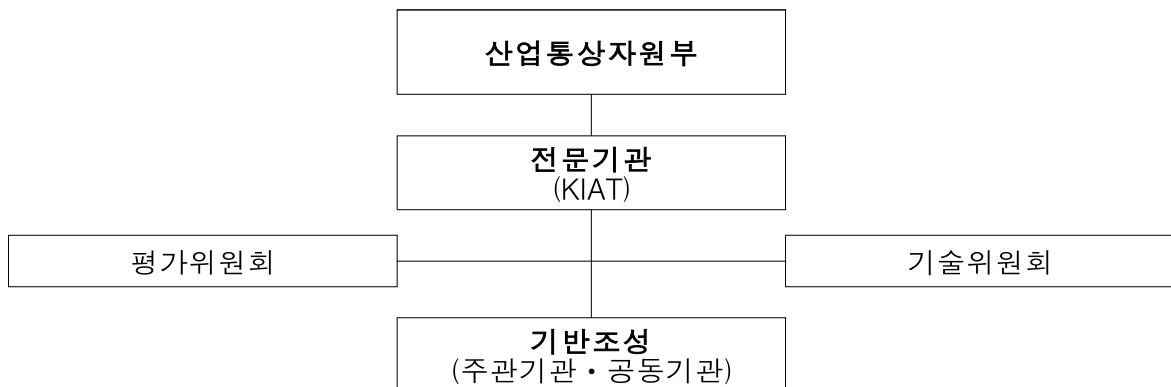 산업통상자원부
전문기관
(KIAT)
평가위원회
기술위원회
기반조성
(주관기관・공동기관)